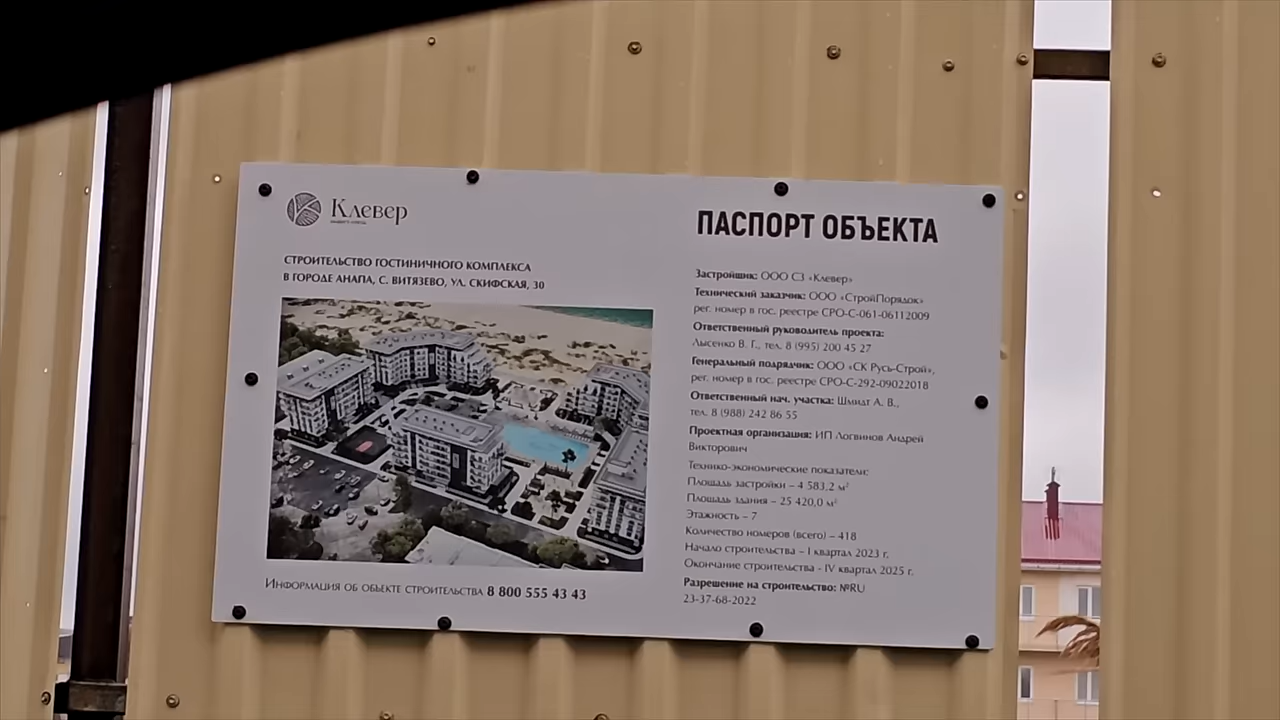 Клевер
СТРОИТЕЛЬСТВО ГОСТИНИЧНОГО КОМПЛЕКСА
В ГОРОДЕ АНАПА, С. ВИТЯЗЕВО, УЛ. СКИФСКАЯ, 30
ИНФОРМАЦИЯ ОБ ОБЪЕКТЕ СТРОИТЕЛЬСТВА 8 800 555 43 43
ПАСПОРТ ОБЪЕКТА
Застройщик: ООО СЗ «Клевер»
Технический заказчик: ООО «СтройПорядок»
рег. номер в гос. реестре СРО-С-061-06112009
Ответственный руководитель проекта:
Лысенко В. Г., тел. 8 (995) 200 45 27
Генеральный подрядчик: ООО «СК Русь-Строй»,
рег. номер в гос. реестре СРО-С-292-09022018
Ответственный нач. участка: Шмидт А. В.,
тел. 8 (988) 242 86 55
Проектная организация: ИП Логвинов Андрей
Викторович
Технико-экономические показатели:
Площадь застройки – 4 583,2 м²
Площадь здания – 25 420,0 м²
Этажность – 7
Количество номеров (всего) – 418
Начало строительства – I квартал 2023 г.
Окончание строительства - IV квартал 2025 г.
Разрешение на строительство: №RU
23-37-68-2022